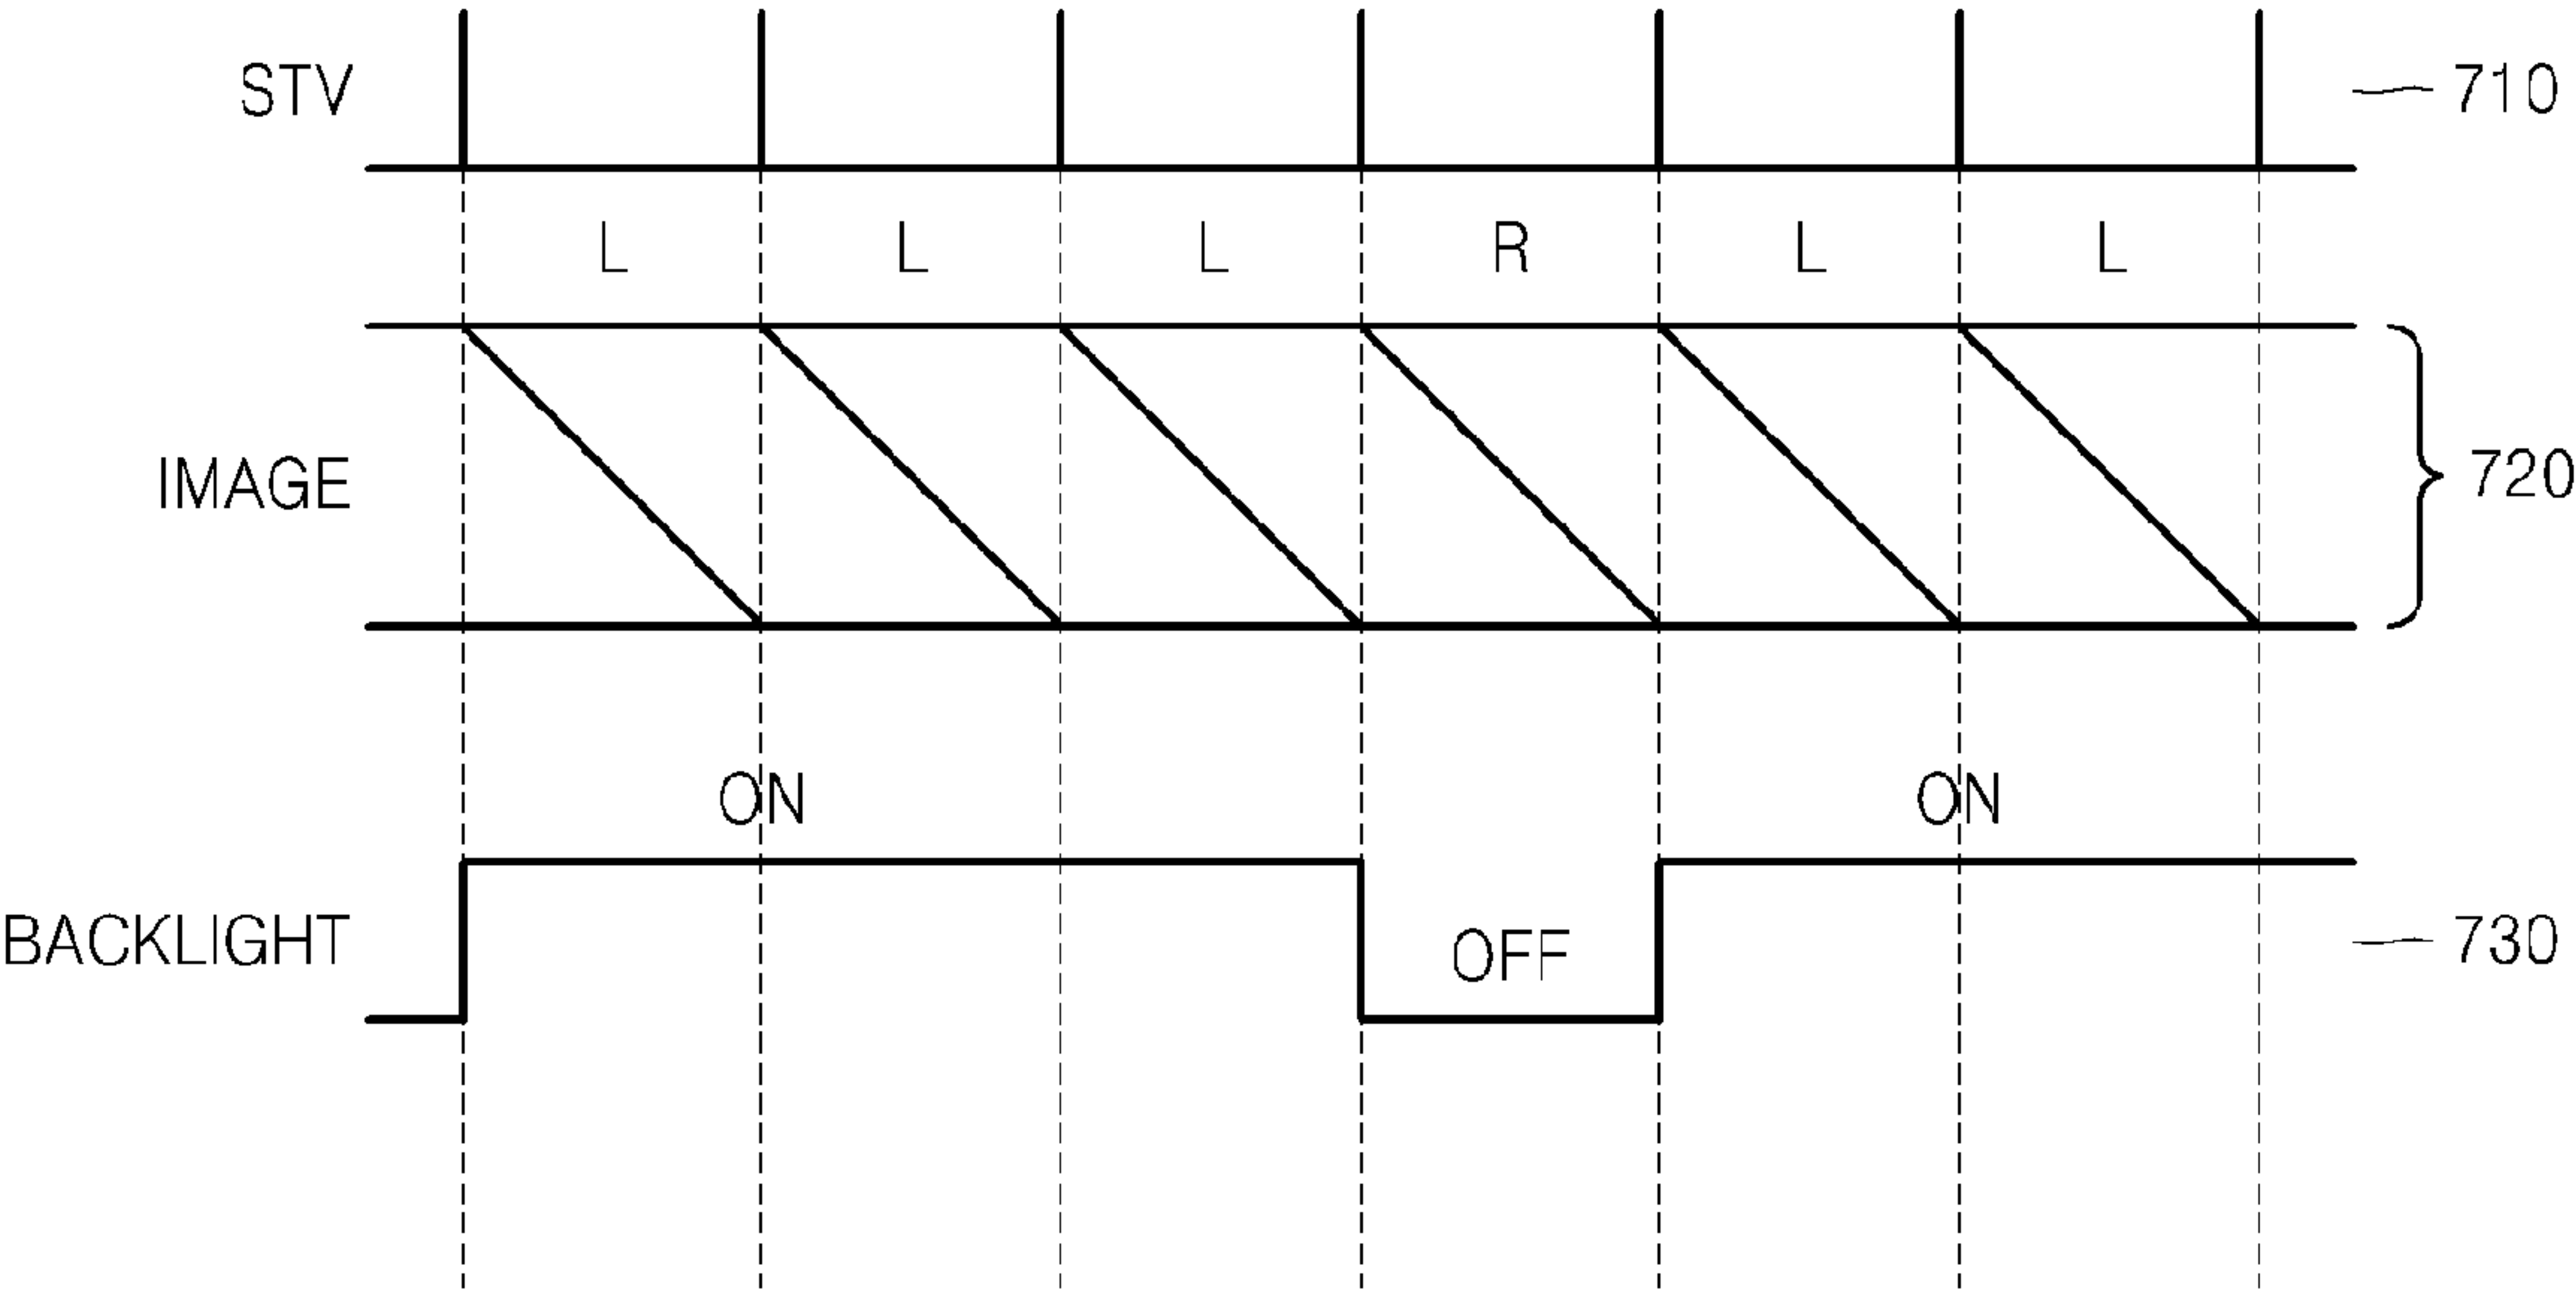 STV 710
L L L R L L
IMAGE 720
ON ON
BACKLIGHT OFF 730